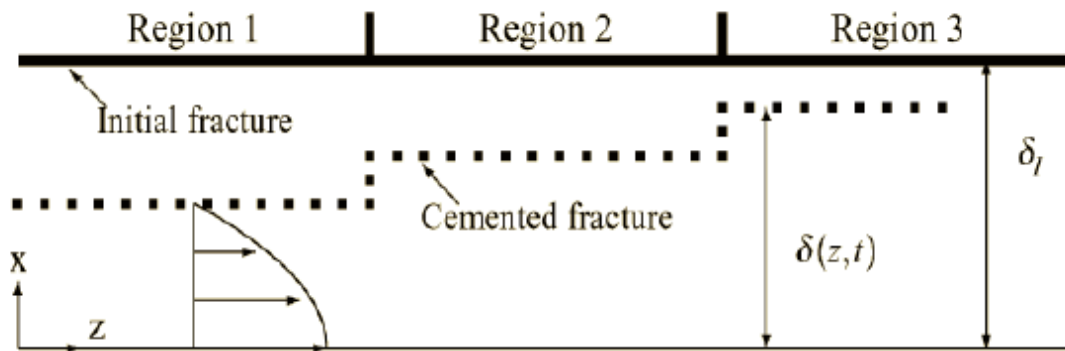 Region 1 Region 2 Region 3
Initial fracture
δ_I
Cemented fracture
δ(z,t)
x
z